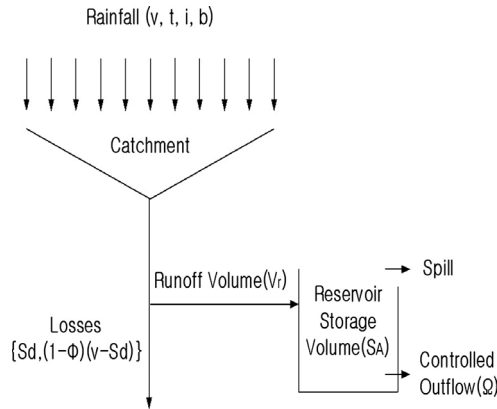 Rainfall (v, t, i, b)
Catchment
Runoff Volume(Vr)
Spill
Reservoir
Storage
Volume(SA)
Losses
{Sd,(1-Φ)(v-Sd)}
Controlled
Outflow(Ω)